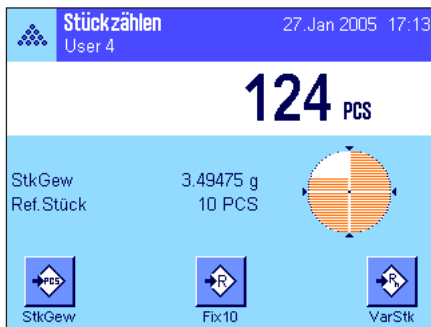 Stückzählen 27.Jan 2005 17:13
User 4
124 PCS
StkGew 3.49475 g
Ref.Stück 10 PCS
PCS R Rn
StkGew Fix10 VarStk